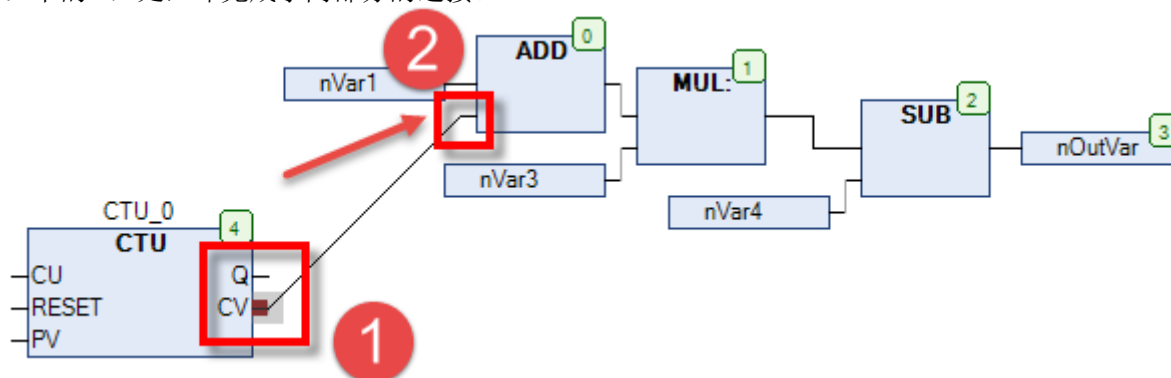 2
ADD
0
nVar1
MUL:
1
SUB
2
nOutVar
3
nVar3
nVar4
CTU_0
CTU
4
CU
Q
RESET
CV
PV
1